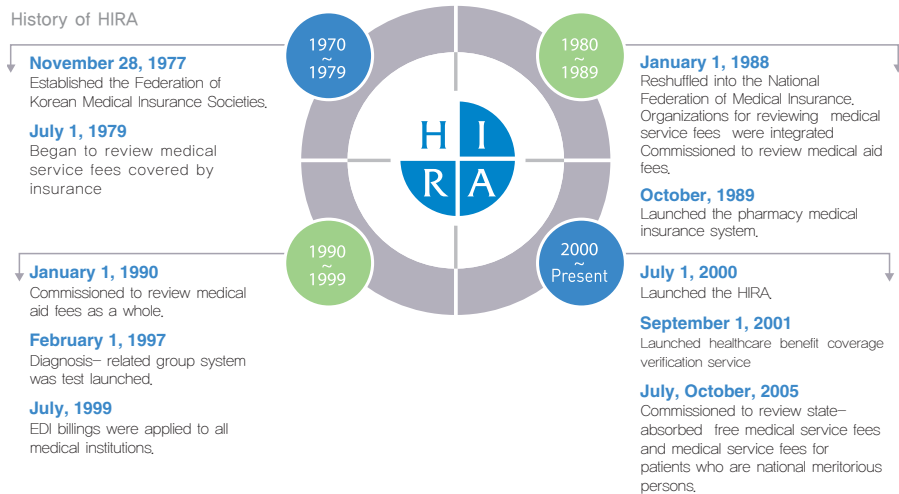 History of HIRA
1970
~
1979
November 28, 1977
Established the Federation of
Korean Medical Insurance Societies.
July 1, 1979
Began to review medical
service fees covered by
insurance
1980
~
1989
January 1, 1988
Reshuffled into the National
Federation of Medical Insurance.
Organizations for reviewing medical
service fees were integrated
Commissioned to review medical aid
fees.
October, 1989
Launched the pharmacy medical
insurance system.
H I
R A
1990
~
1999
January 1, 1990
Commissioned to review medical
aid fees as a whole.
February 1, 1997
Diagnosis- related group system
was test launched.
July, 1999
EDI billings were applied to all
medical institutions.
2000
~
Present
July 1, 2000
Launched the HIRA.
September 1, 2001
Launched healthcare benefit coverage
verification service
July, October, 2005
Commissioned to review state-
absorbed free medical service fees
and medical service fees for
patients who are national meritorious
persons.